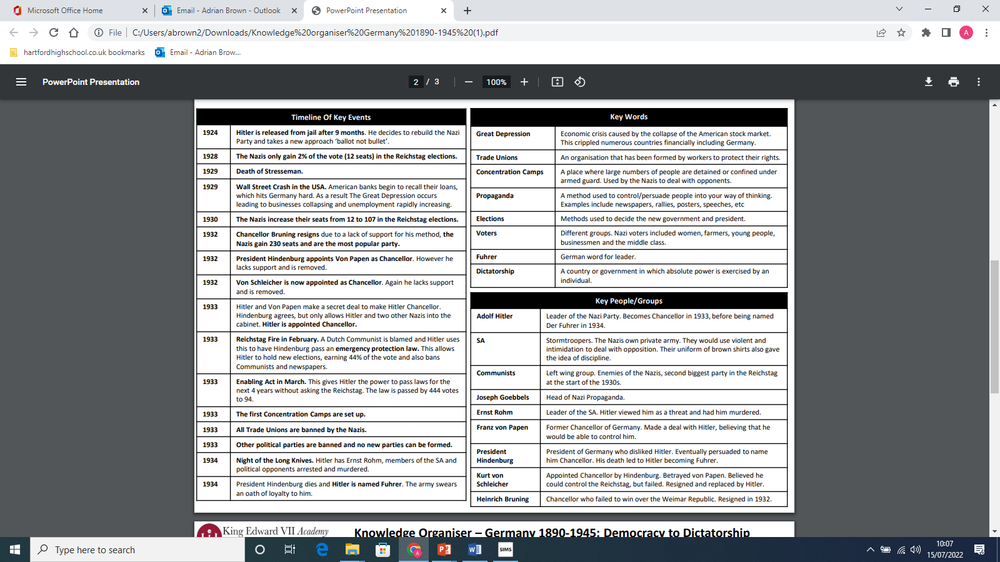 Microsoft Office Home
Email - Adrian Brown - Outlook
PowerPoint Presentation
File
C:/Users/abrown2/Downloads/Knowledge%20organiser%20Germany%201890-1945%20(1).pdf
A
hartfordhighschool.co.uk bookmarks
Email - Adrian Brow...
PowerPoint Presentation
2 / 3
100%
Timeline Of Key Events
1924
Hitler is released from jail after 9 months. He decides to rebuild the Nazi
Party and takes a new approach ‘ballot not bullet’.
1928
The Nazis only gain 2% of the vote (12 seats) in the Reichstag elections.
1929
Death of Stresseman.
1929
Wall Street Crash in the USA. American banks begin to recall their loans,
which hits Germany hard. As a result The Great Depression occurs
leading to businesses collapsing and unemployment rapidly increasing.
1930
The Nazis increase their seats from 12 to 107 in the Reichstag elections.
1932
Chancellor Bruning resigns due to a lack of support for his method, the
Nazis gain 230 seats and are the most popular party.
1932
President Hindenburg appoints Von Papen as Chancellor. However he
lacks support and is removed.
1932
Von Schleicher is now appointed as Chancellor. Again he lacks support
and is removed.
1933
Hitler and Von Papen make a secret deal to make Hitler Chancellor.
Hindenburg agrees, but only allows Hitler and two other Nazis into the
cabinet. Hitler is appointed Chancellor.
1933
Reichstag Fire in February. A Dutch Communist is blamed and Hitler uses
this to have Hindenburg pass an emergency protection law. This allows
Hitler to hold new elections, earning 44% of the vote and also bans
Communists and newspapers.
1933
Enabling Act in March. This gives Hitler the power to pass laws for the
next 4 years without asking the Reichstag. The law is passed by 444 votes
to 94.
1933
The first Concentration Camps are set up.
1933
All Trade Unions are banned by the Nazis.
1933
Other political parties are banned and no new parties can be formed.
1934
Night of the Long Knives. Hitler has Ernst Rohm, members of the SA and
political opponents arrested and murdered.
1934
President Hindenburg dies and Hitler is named Fuhrer. The army swears
an oath of loyalty to him.
Key Words
Great Depression
Economic crisis caused by the collapse of the American stock market.
This crippled numerous countries financially including Germany.
Trade Unions
An organisation that has been formed by workers to protect their rights.
Concentration Camps
A place where large numbers of people are detained or confined under
armed guard. Used by the Nazis to deal with opponents.
Propaganda
A method used to control/persuade people into your way of thinking.
Examples include newspapers, rallies, posters, speeches, etc
Elections
Methods used to decide the new government and president.
Voters
Different groups. Nazi voters included women, farmers, young people,
businessmen and the middle class.
Fuhrer
German word for leader.
Dictatorship
A country or government in which absolute power is exercised by an
individual.
Key People/Groups
Adolf Hitler
Leader of the Nazi Party. Becomes Chancellor in 1933, before being named
Der Fuhrer in 1934.
SA
Stormtroopers. The Nazis own private army. They would use violent and
intimidation to deal with opposition. Their uniform of brown shirts also gave
the idea of discipline.
Communists
Left wing group. Enemies of the Nazis, second biggest party in the Reichstag
at the start of the 1930s.
Joseph Goebbels
Head of Nazi Propaganda.
Ernst Rohm
Leader of the SA. Hitler viewed him as a threat and had him murdered.
Franz von Papen
Former Chancellor of Germany. Made a deal with Hitler, believing that he
would be able to control him.
President
Hindenburg
President of Germany who disliked Hitler. Eventually persuaded to name
him Chancellor. His death led to Hitler becoming Fuhrer.
Kurt von
Schleicher
Appointed Chancellor by Hindenburg. Betrayed von Papen. Believed he
could control the Reichstag, but failed. Resigned and replaced by Hitler.
Heinrich Bruning
Chancellor who failed to win over the Weimar Republic. Resigned in 1932.
King Edward VII Academy
Knowledge Organiser – Germany 1890-1945: Democracy to Dictatorship
Type here to search
SIMS
10:07
15/07/2022